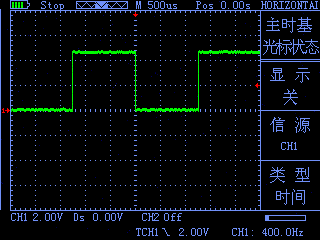 Stop M 500us Pos 0.00s HORIZONTAL
主时基
光标状态
显 示
关
信 源
CH1
类 型
时间
CH1 2.00V Ds 0.00V CH2 Off
TCH1 2.00V CH1: 400.0Hz